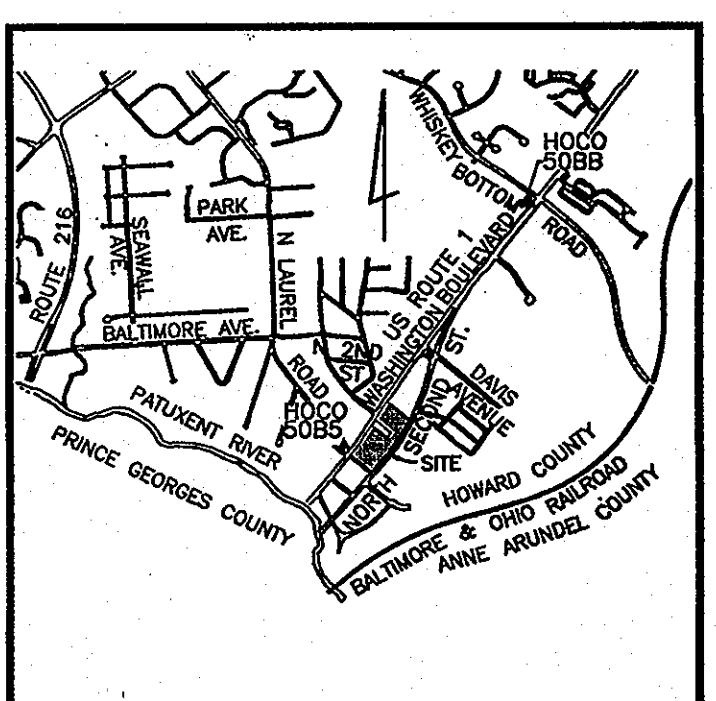 WHISKEY BOTTOM ROAD
HOCO
50BB
PARK
AVE.
SEAWALL
AVE.
ROUTE 216
N LAUREL ROAD
US ROUTE 1
WASHINGTON BOULEVARD
BALTIMORE AVE.
N 2ND
ST
DAVIS
AVENUE
HOCO
50B5
PATUXENT RIVER
PRINCE GEORGES COUNTY
NORTH SECOND ST.
SITE
HOWARD COUNTY
BALTIMORE & OHIO RAILROAD
ANNE ARUNDEL COUNTY